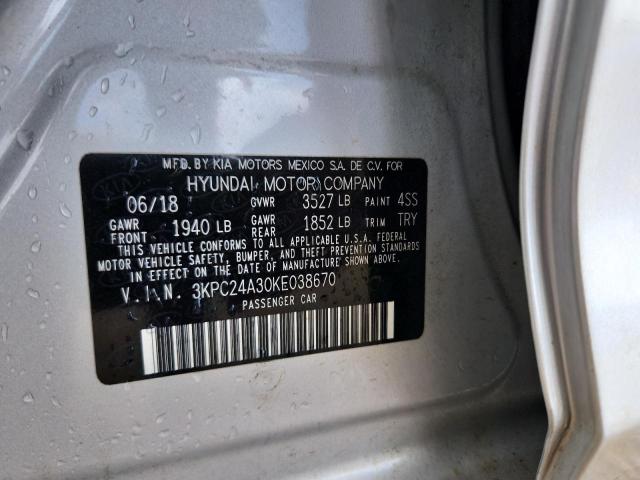 MFD. BY KIA MOTORS MEXICO S.A. DE C.V. FOR
HYUNDAI MOTOR COMPANY
06/18 GVWR 3527 LB PAINT 4SS
GAWR FRONT 1940 LB GAWR REAR 1852 LB TRIM TRY
THIS VEHICLE CONFORMS TO ALL APPLICABLE U.S.A. FEDERAL
MOTOR VEHICLE SAFETY, BUMPER, AND THEFT PREVENTION STANDARDS
IN EFFECT ON THE DATE OF MANUFACTURE SHOWN ABOVE.
V.I.N. 3KPC24A30KE038670
PASSENGER CAR